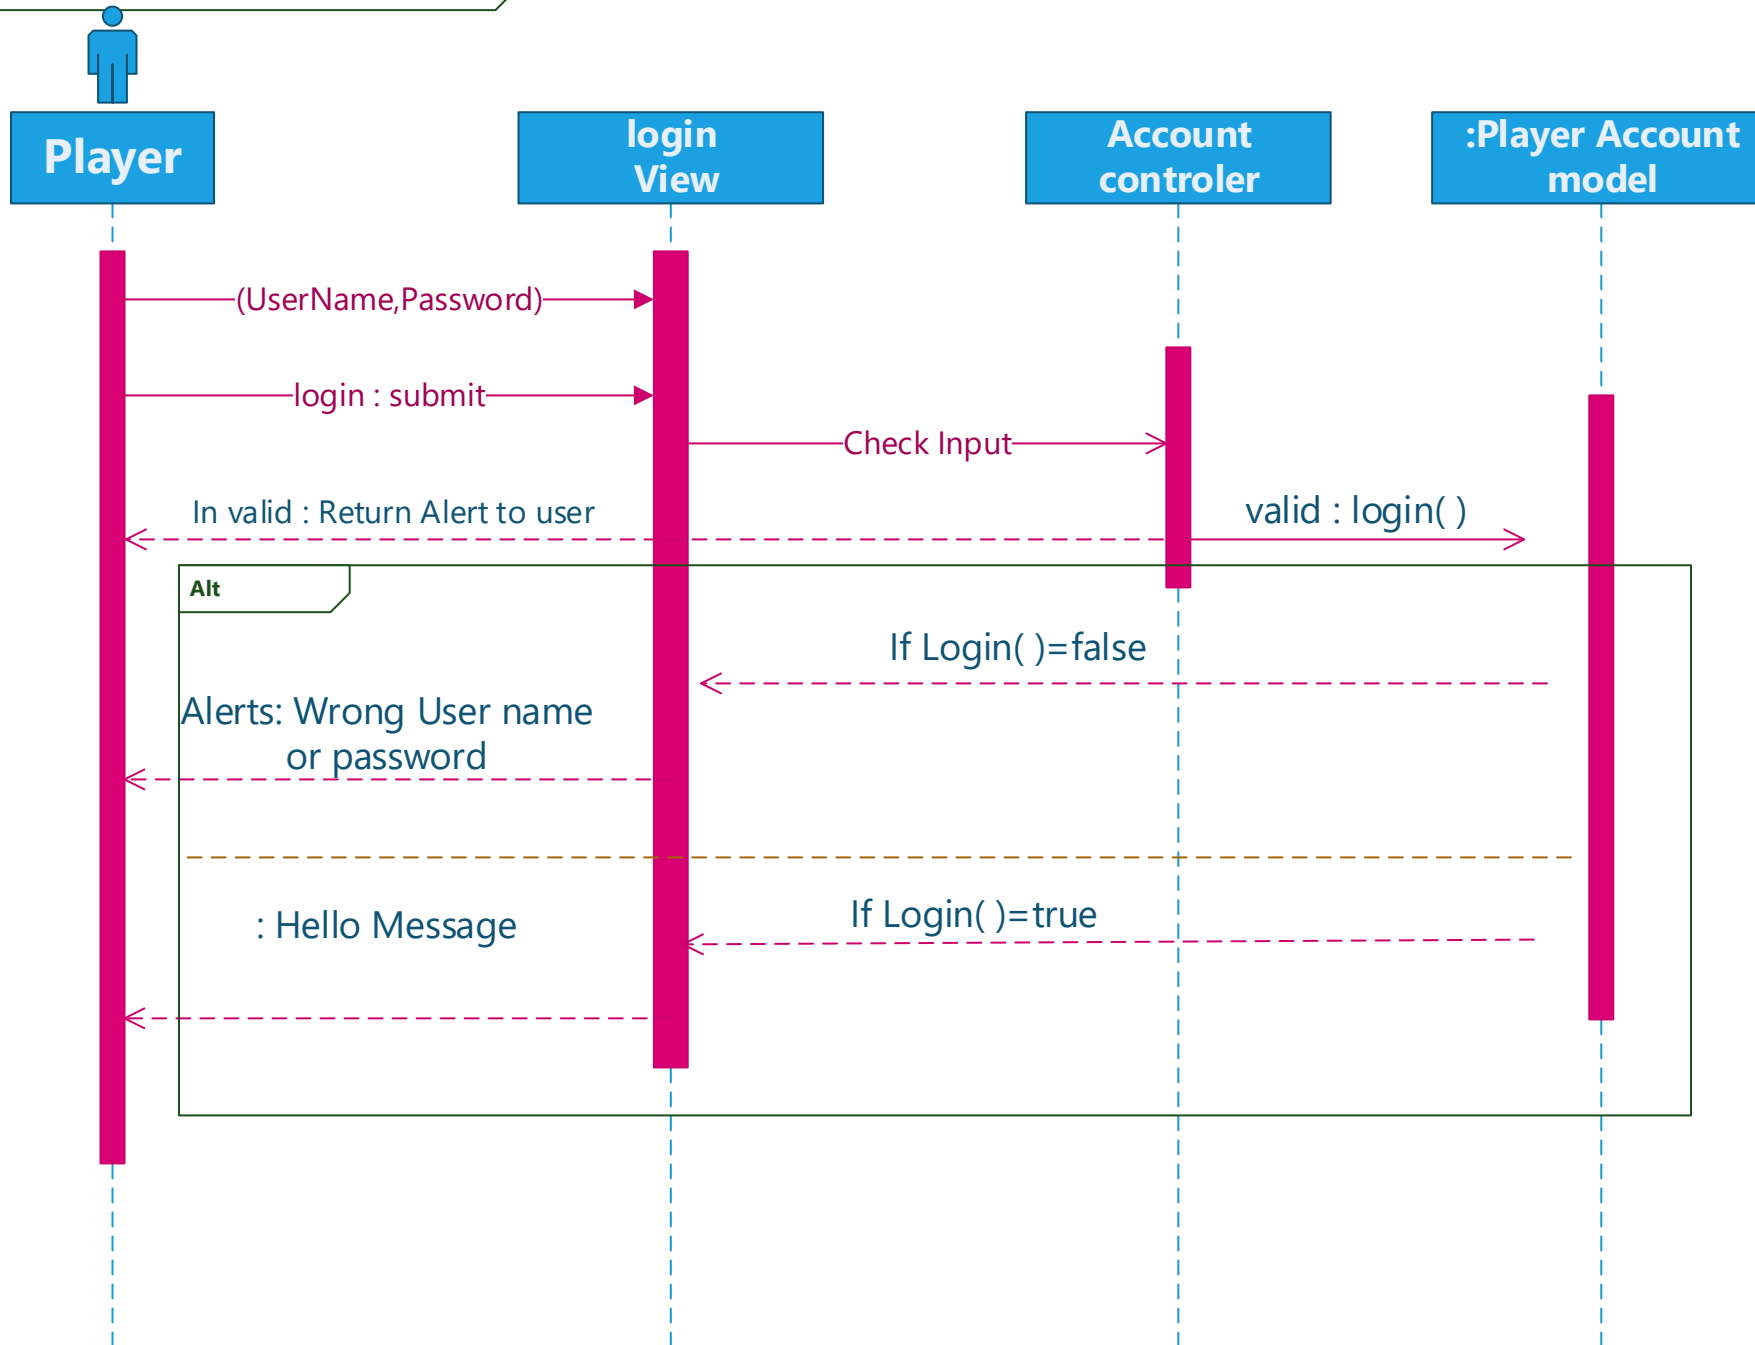 Player
login
View
Account
controler
:Player Account
model
(UserName,Password)
login : submit
Check Input
In valid : Return Alert to user
valid : login( )
Alt
If Login( )=false
Alerts: Wrong User name
or password
: Hello Message
If Login( )=true